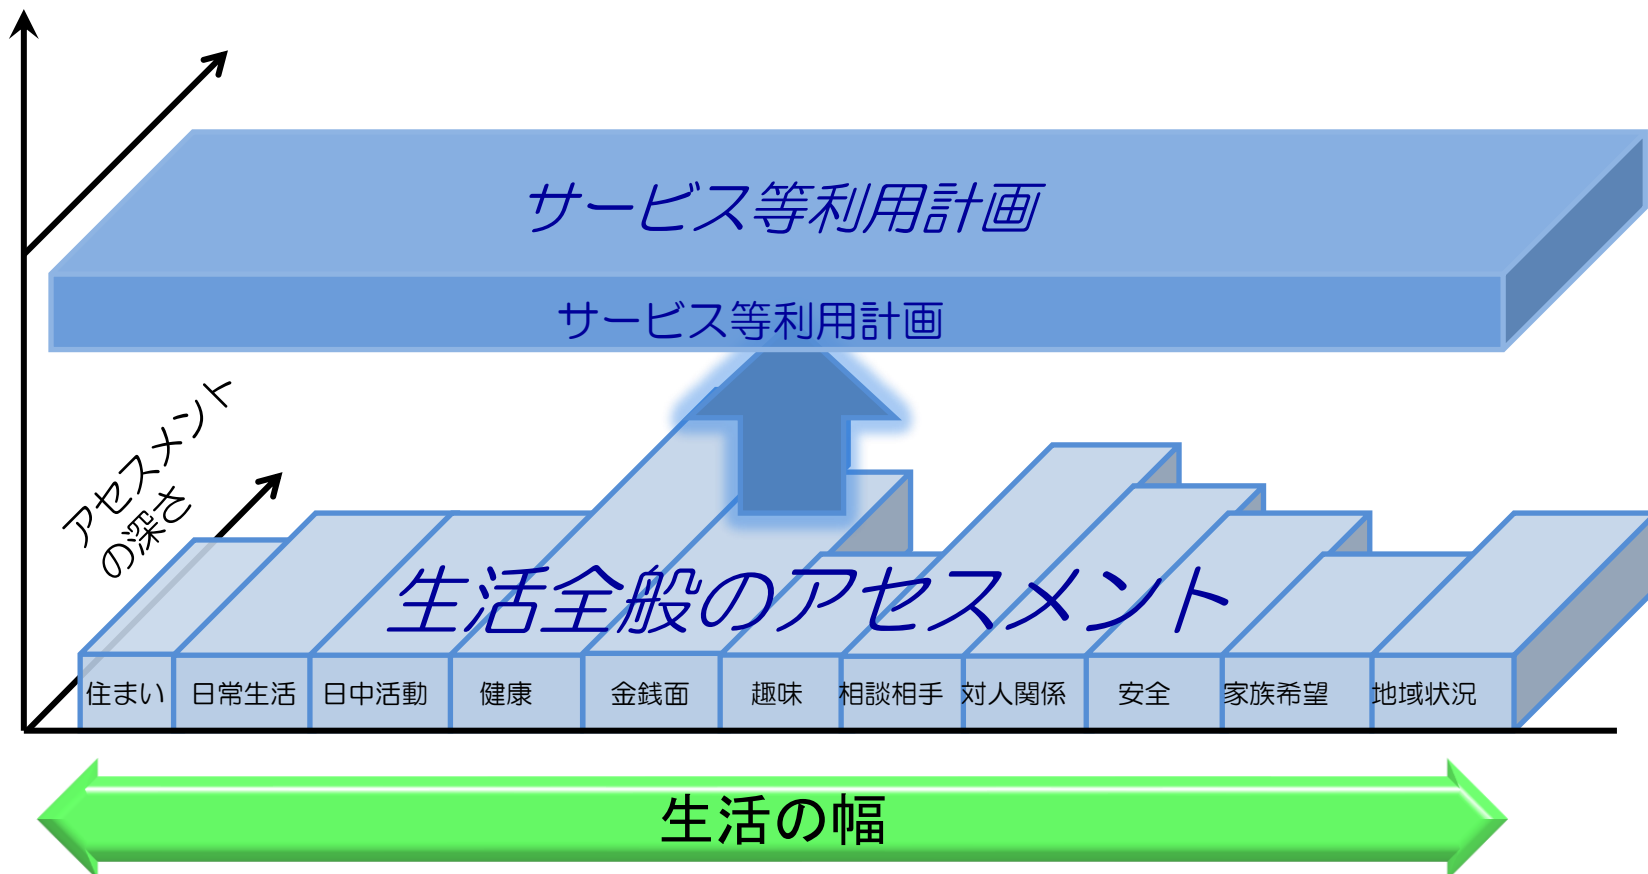 サービス等利用計画
サービス等利用計画
アセスメント
の深さ
生活全般のアセスメント
住まい
日常生活
日中活動
健康
金銭面
趣味
相談相手
対人関係
安全
家族希望
地域状況
生活の幅